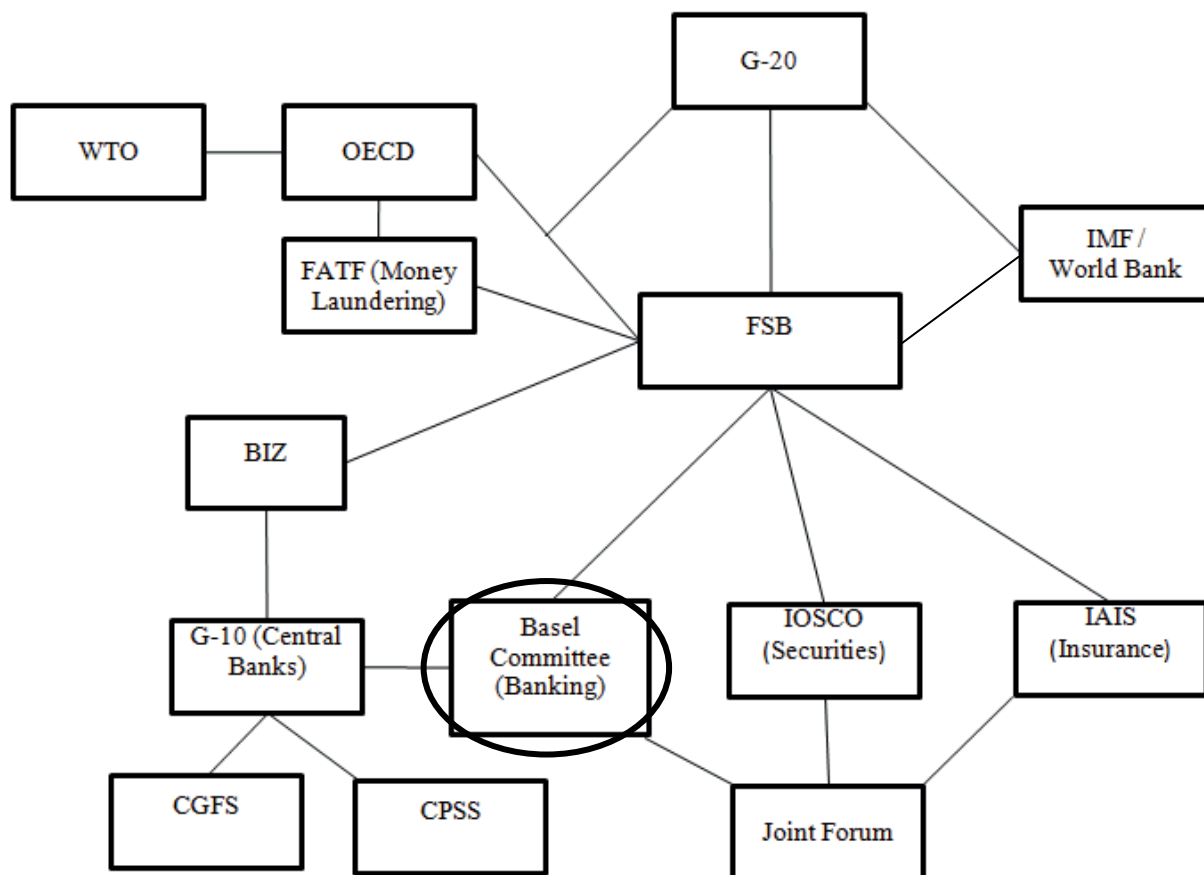 G-20
WTO
OECD
FATF (Money
Laundering)
IMF /
World Bank
FSB
BIZ
G-10 (Central
Banks)
Basel
Committee
(Banking)
IOSCO
(Securities)
IAIS
(Insurance)
CGFS
CPSS
Joint Forum